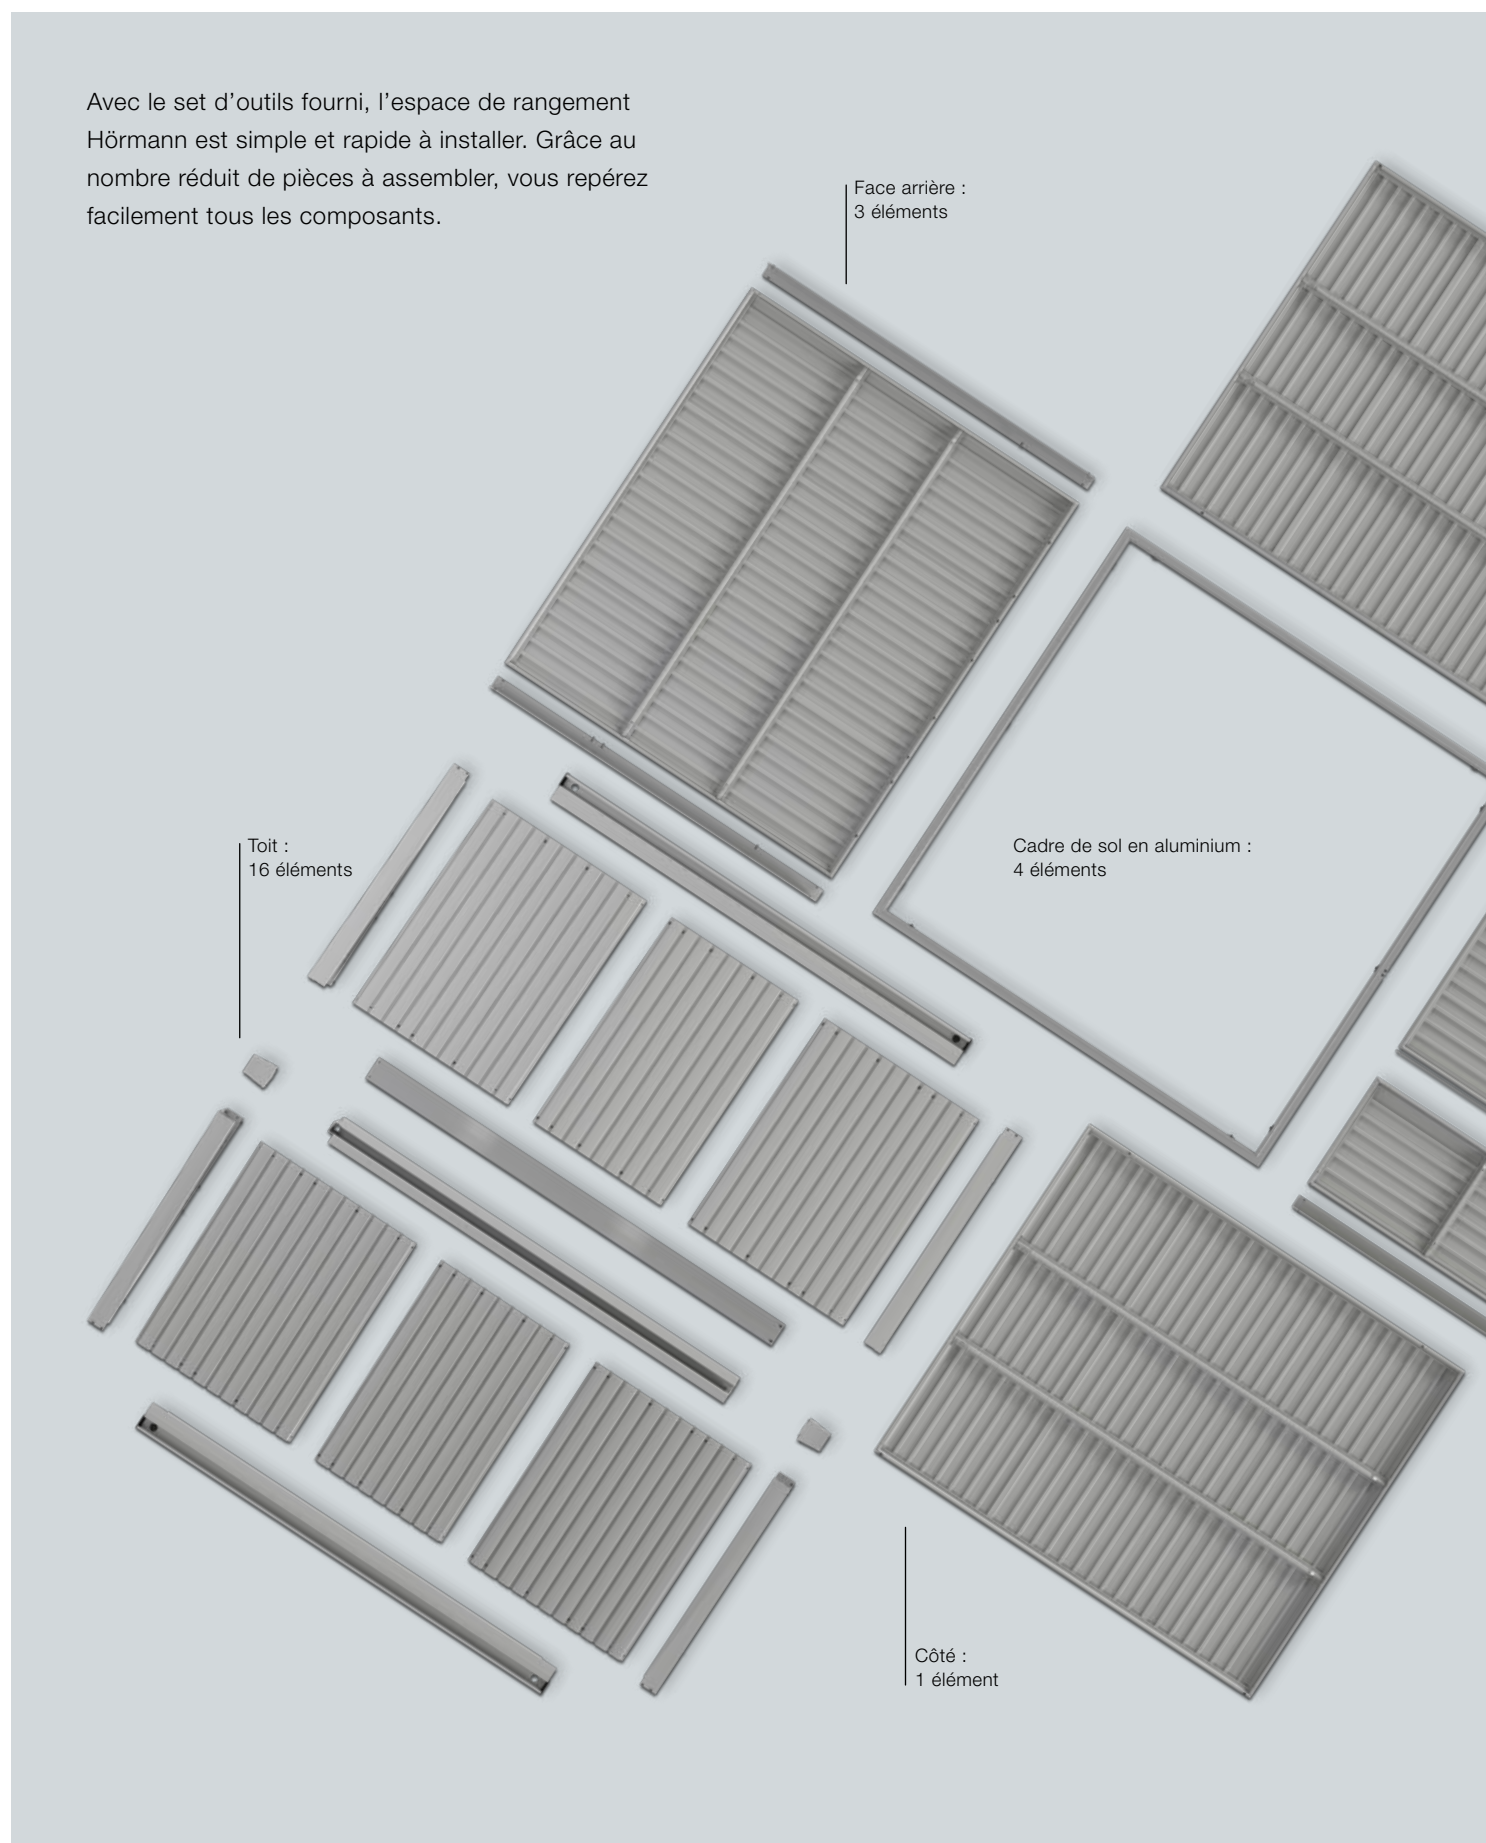 Avec le set d’outils fourni, l’espace de rangement
Hörmann est simple et rapide à installer. Grâce au
nombre réduit de pièces à assembler, vous repérez
facilement tous les composants.
Face arrière :
3 éléments
Toit :
16 éléments
Cadre de sol en aluminium :
4 éléments
Côté :
1 élément